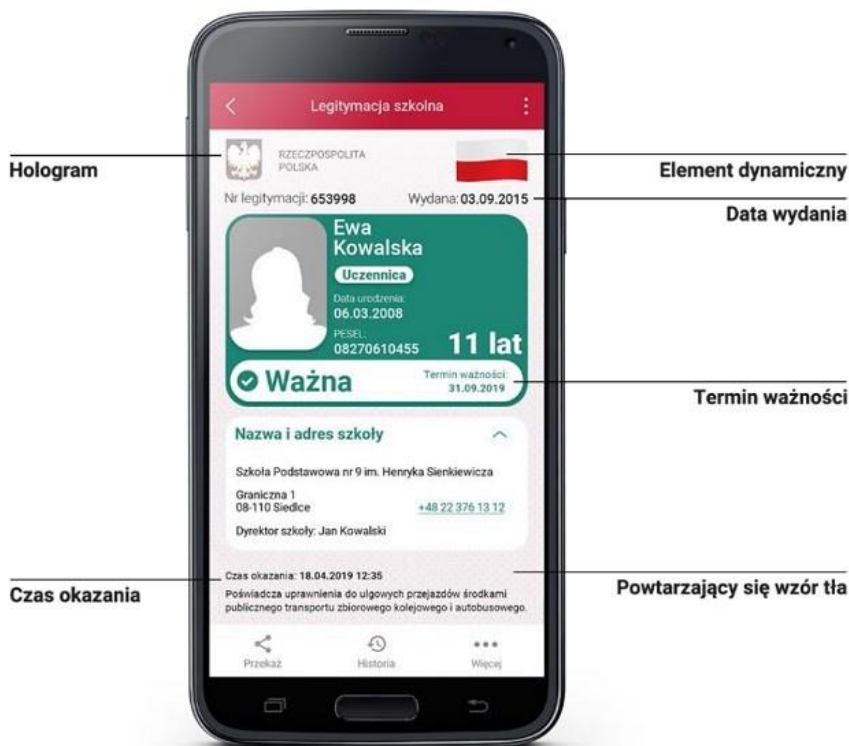 Legitymacja szkolna
RZECZPOSPOLITA
POLSKA
Hologram
Element dynamiczny
Nr legitymacji: 653998 Wydana: 03.09.2015
Data wydania
Ewa
Kowalska
Uczennica
Data urodzenia:
06.03.2008
PESEL:
08270610455
11 lat
Ważna
Termin ważności:
31.09.2019
Termin ważności
Nazwa i adres szkoły
Szkoła Podstawowa nr 9 im. Henryka Sienkiewicza
Graniczna 1
08-110 Siedlce +48 22 376 13 12
Dyrektor szkoły: Jan Kowalski
Czas okazania: 18.04.2019 12:35
Czas okazania
Powtarzający się wzór tła
Poświadcza uprawnienia do ulgowych przejazdów środkami
publicznego transportu zbiorowego kolejowego i autobusowego.
Przekaż Historia Więcej